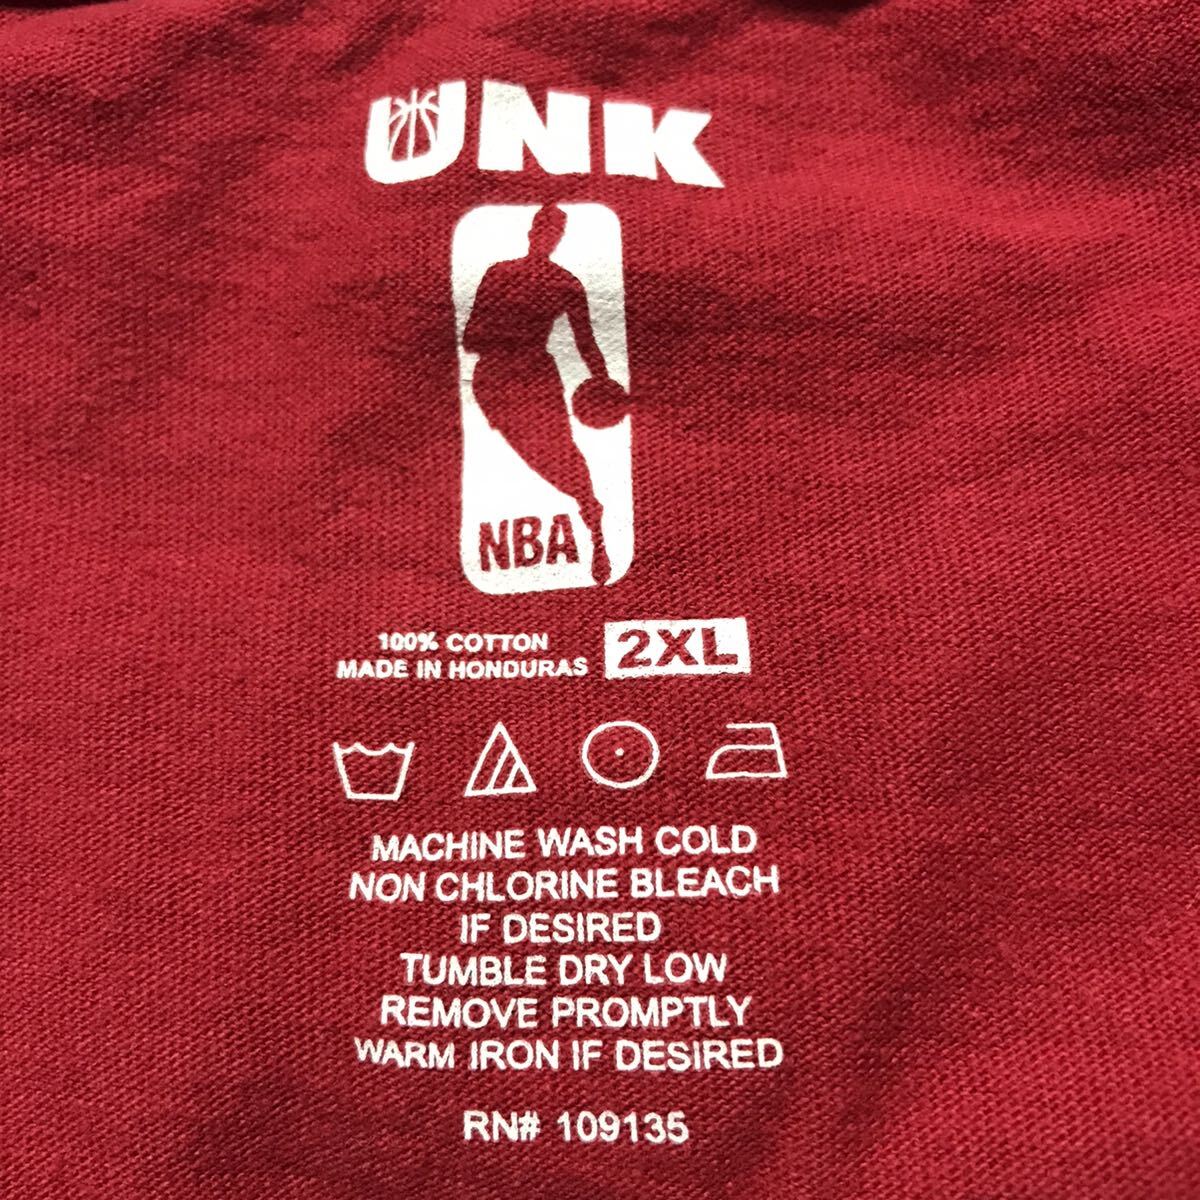 UNK
NBA
100% COTTON
MADE IN HONDURAS
2XL
MACHINE WASH COLD
NON CHLORINE BLEACH
IF DESIRED
TUMBLE DRY LOW
REMOVE PROMPTLY
WARM IRON IF DESIRED
RN# 109135